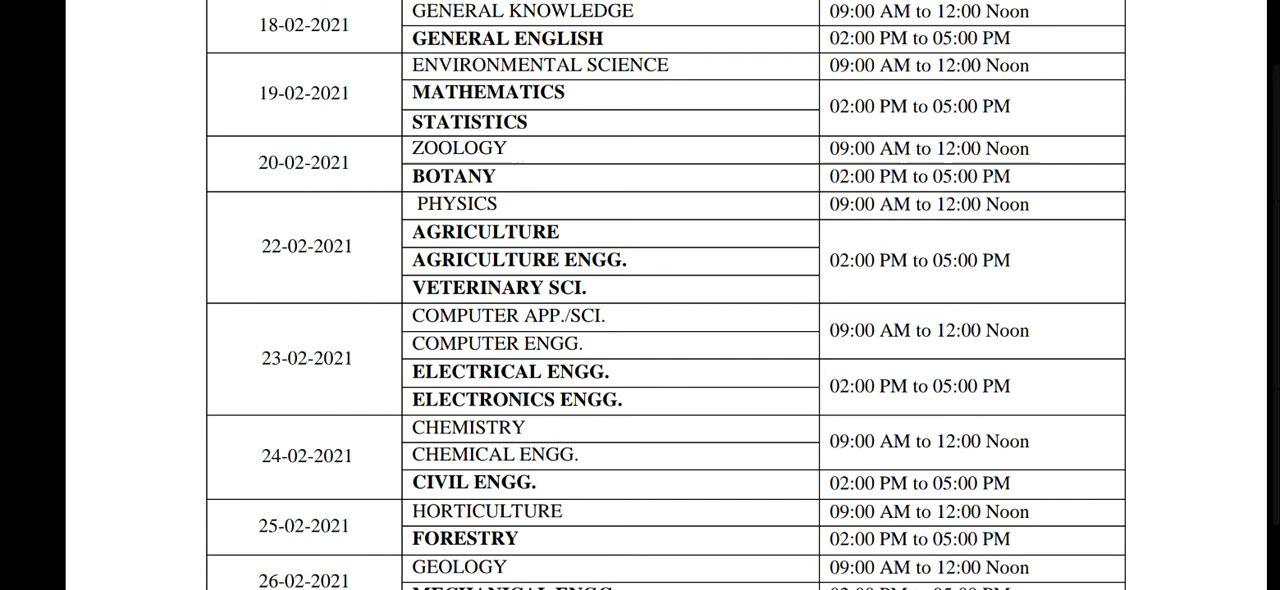 18-02-2021
GENERAL KNOWLEDGE 09:00 AM to 12:00 Noon
GENERAL ENGLISH 02:00 PM to 05:00 PM
19-02-2021
ENVIRONMENTAL SCIENCE 09:00 AM to 12:00 Noon
MATHEMATICS
02:00 PM to 05:00 PM
STATISTICS
20-02-2021
ZOOLOGY 09:00 AM to 12:00 Noon
BOTANY 02:00 PM to 05:00 PM
22-02-2021
PHYSICS 09:00 AM to 12:00 Noon
AGRICULTURE
AGRICULTURE ENGG. 02:00 PM to 05:00 PM
VETERINARY SCI.
23-02-2021
COMPUTER APP./SCI.
09:00 AM to 12:00 Noon
COMPUTER ENGG.
ELECTRICAL ENGG.
02:00 PM to 05:00 PM
ELECTRONICS ENGG.
24-02-2021
CHEMISTRY
09:00 AM to 12:00 Noon
CHEMICAL ENGG.
CIVIL ENGG. 02:00 PM to 05:00 PM
25-02-2021
HORTICULTURE 09:00 AM to 12:00 Noon
FORESTRY 02:00 PM to 05:00 PM
26-02-2021
GEOLOGY 09:00 AM to 12:00 Noon